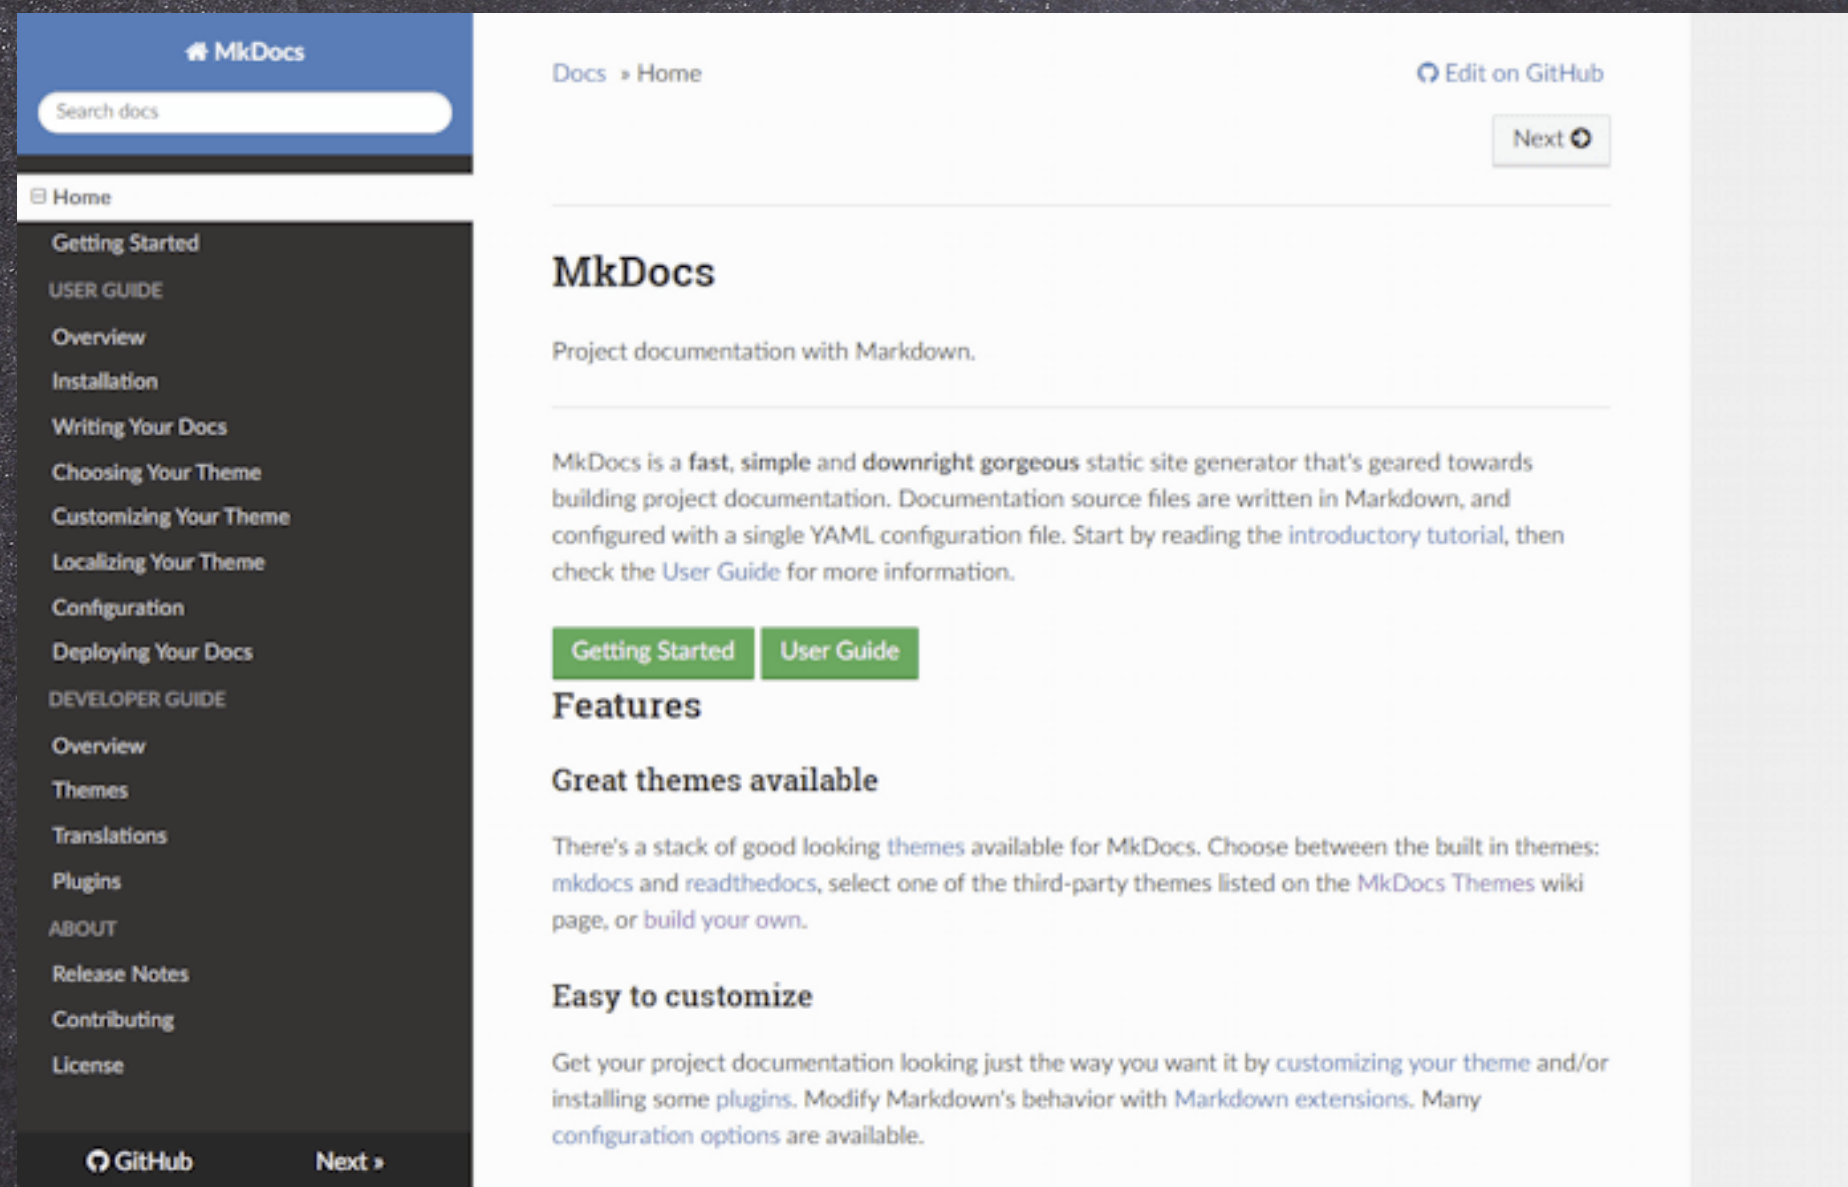 MkDocs
Search docs
Home
Getting Started
USER GUIDE
Overview
Installation
Writing Your Docs
Choosing Your Theme
Customizing Your Theme
Localizing Your Theme
Configuration
Deploying Your Docs
DEVELOPER GUIDE
Overview
Themes
Translations
Plugins
ABOUT
Release Notes
Contributing
License
GitHub
Next »
Docs » Home
Edit on GitHub
Next
MkDocs
Project documentation with Markdown.
MkDocs is a fast, simple and downright gorgeous static site generator that's geared towards
building project documentation. Documentation source files are written in Markdown, and
configured with a single YAML configuration file. Start by reading the introductory tutorial, then
check the User Guide for more information.
Getting Started
User Guide
Features
Great themes available
There's a stack of good looking themes available for MkDocs. Choose between the built in themes:
mkdocs and readthedocs, select one of the third-party themes listed on the MkDocs Themes wiki
page, or build your own.
Easy to customize
Get your project documentation looking just the way you want it by customizing your theme and/or
installing some plugins. Modify Markdown's behavior with Markdown extensions. Many
configuration options are available.